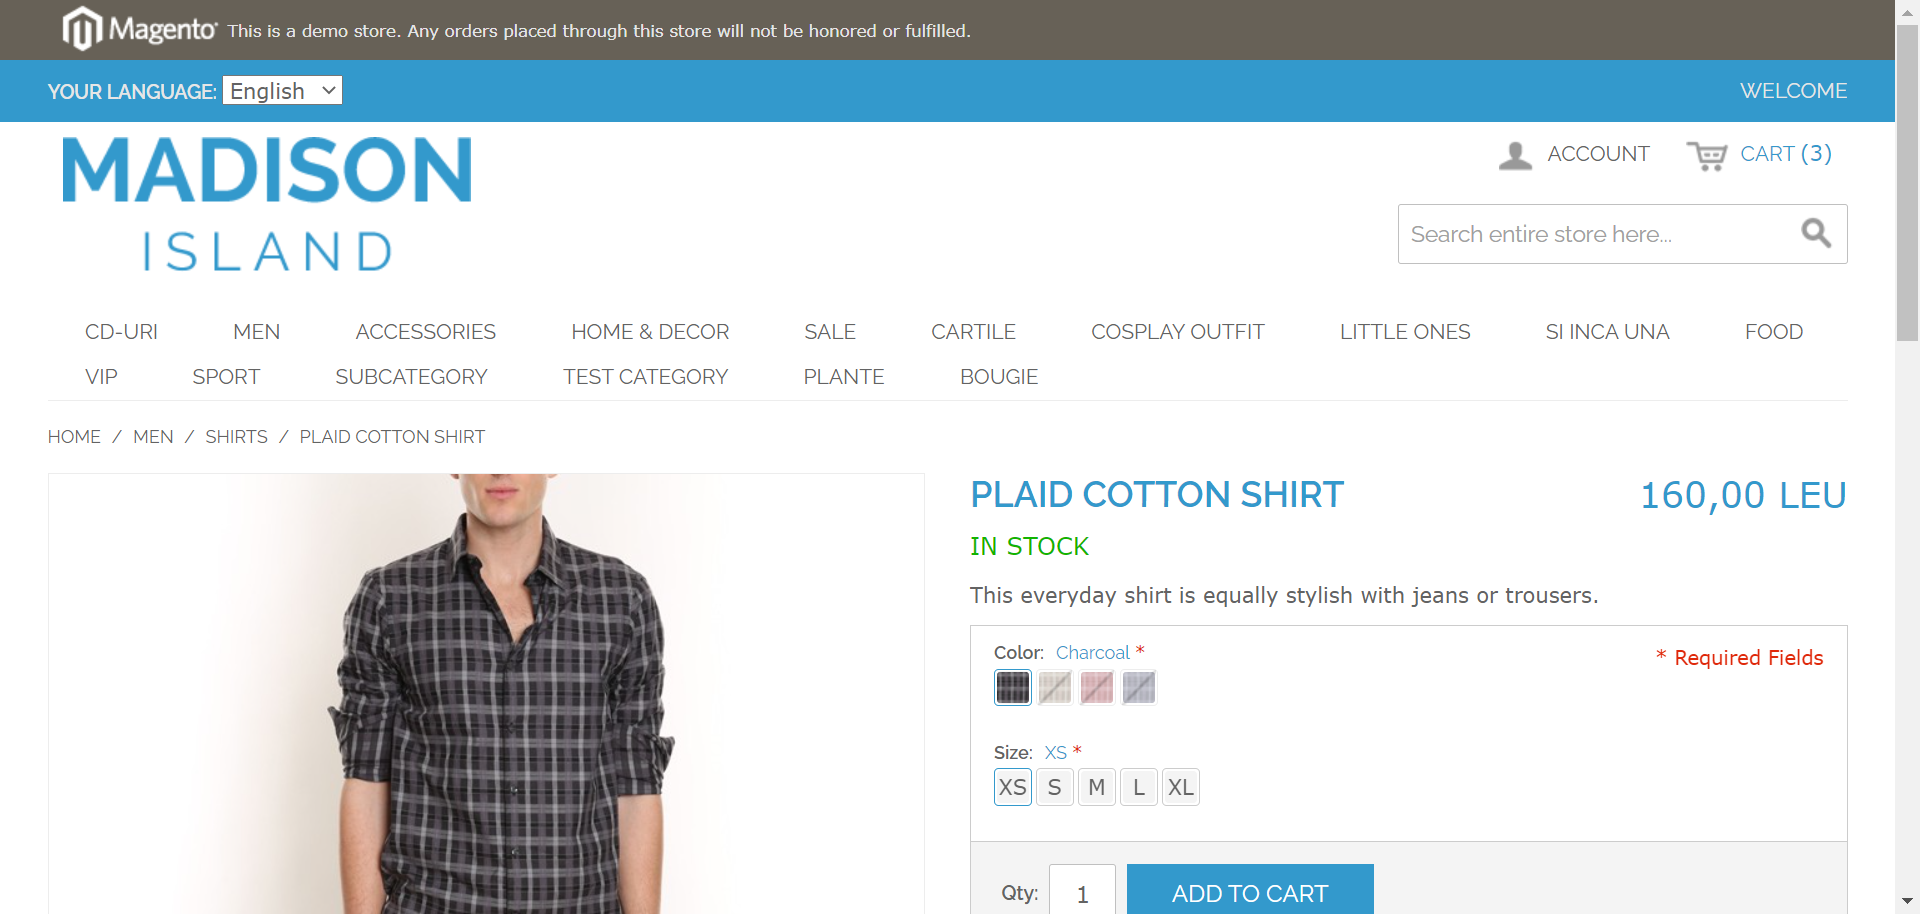 Magento This is a demo store. Any orders placed through this store will not be honored or fulfilled.
YOUR LANGUAGE: English WELCOME
MADISON
ISLAND
ACCOUNT CART (3)
Search entire store here...
CD-URI MEN ACCESSORIES HOME & DECOR SALE CARTILE COSPLAY OUTFIT LITTLE ONES SI INCA UNA FOOD
VIP SPORT SUBCATEGORY TEST CATEGORY PLANTE BOUGIE
HOME / MEN / SHIRTS / PLAID COTTON SHIRT
PLAID COTTON SHIRT 160,00 LEU
IN STOCK
This everyday shirt is equally stylish with jeans or trousers.
Color: Charcoal *
* Required Fields
Size: XS *
XS S M L XL
Qty: 1 ADD TO CART